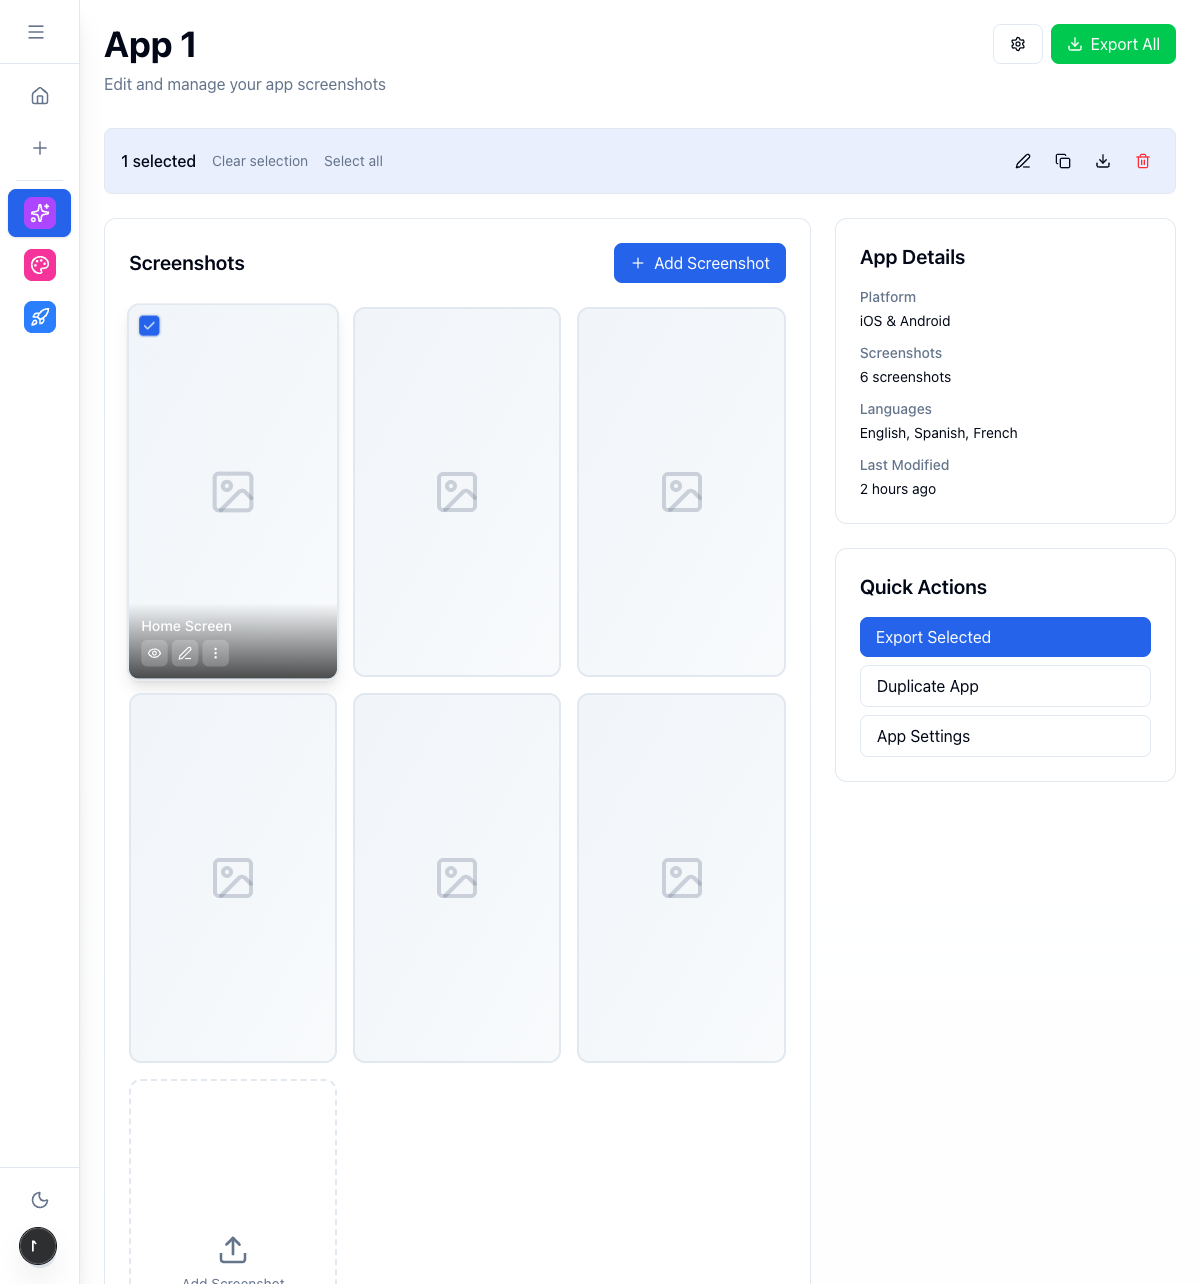 App 1
Export All
Edit and manage your app screenshots
1 selected
Clear selection
Select all
Screenshots
Add Screenshot
Home Screen
Add Screenshot
App Details
Platform
iOS & Android
Screenshots
6 screenshots
Languages
English, Spanish, French
Last Modified
2 hours ago
Quick Actions
Export Selected
Duplicate App
App Settings